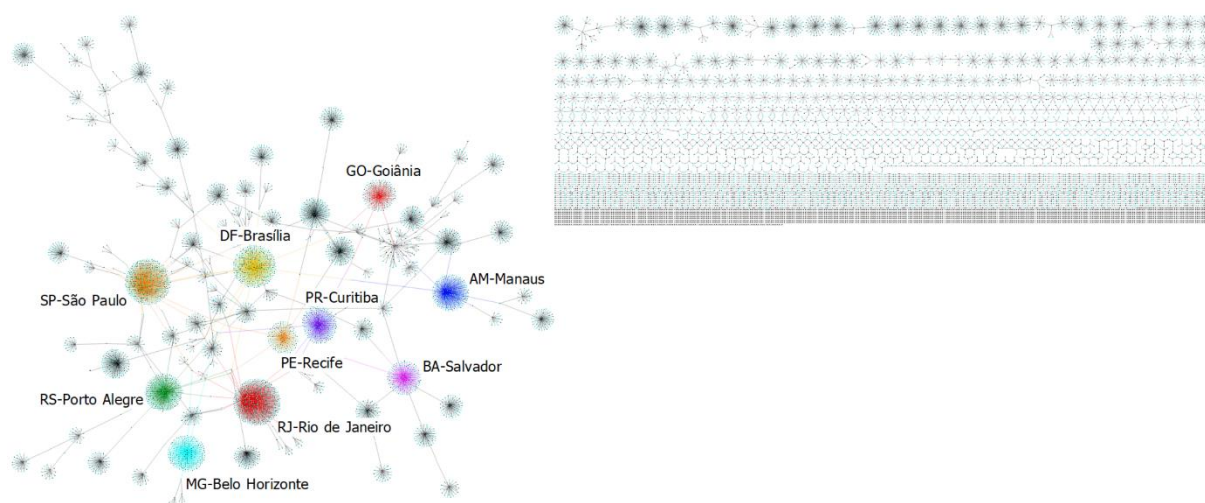 GO-Goiânia
DF-Brasília
AM-Manaus
SP-São Paulo
PR-Curitiba
PE-Recife
BA-Salvador
RS-Porto Alegre
RJ-Rio de Janeiro
MG-Belo Horizonte